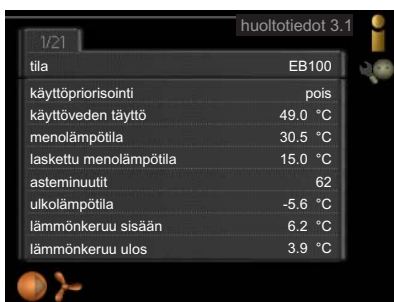 huoltotiedot 3.1
1/21
tila EB100
käyttöpriorisointi pois
käyttöveden täyttö 49.0 °C
menolämpötila 30.5 °C
laskettu menolämpötila 15.0 °C
asteminuutit 62
ulkolämpötila -5.6 °C
lämmönkeruu sisään 6.2 °C
lämmönkeruu ulos 3.9 °C